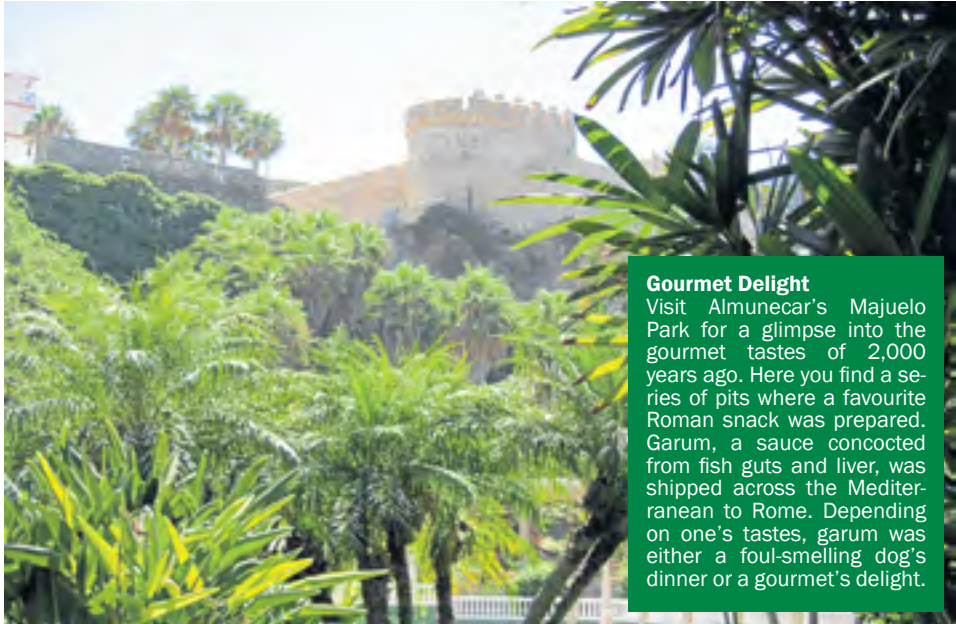 Gourmet Delight
Visit Almunecar's Majuelo
Park for a glimpse into the
gourmet tastes of 2,000
years ago. Here you find a se-
ries of pits where a favourite
Roman snack was prepared.
Garum, a sauce concocted
from fish guts and liver, was
shipped across the Mediter-
ranean to Rome. Depending
on one's tastes, garum was
either a foul-smelling dog's
dinner or a gourmet's delight.